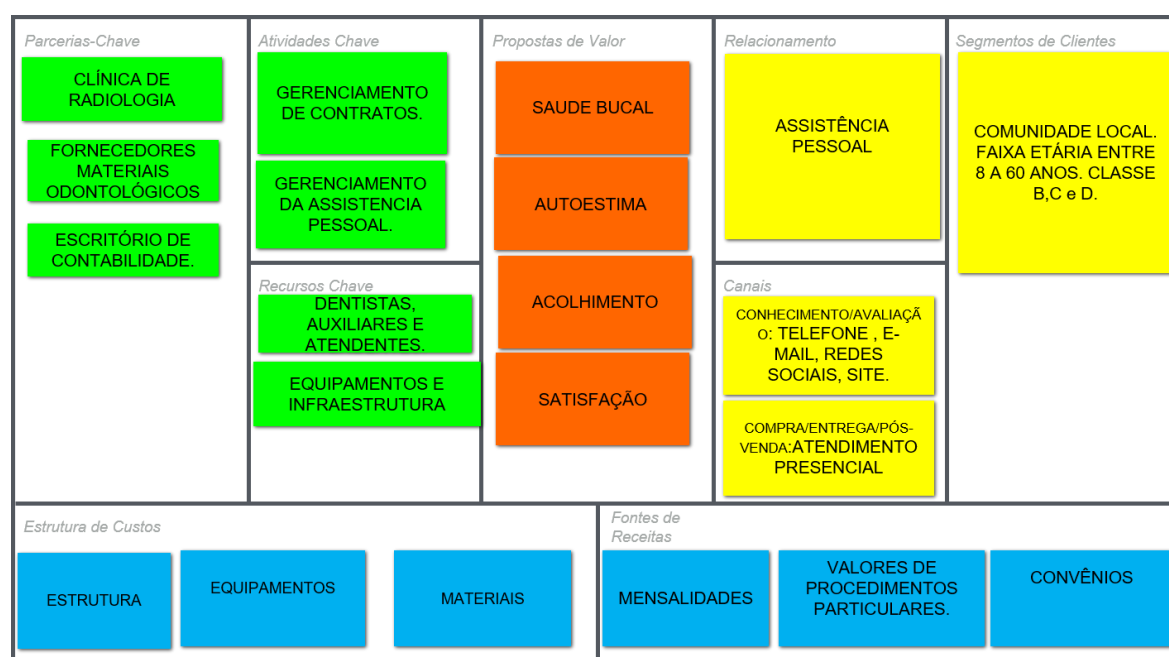 Parcerias-Chave
CLÍNICA DE
RADIOLOGIA
FORNECEDORES
MATERIAIS
ODONTOLÓGICOS
ESCRITÓRIO DE
CONTABILIDADE.
Atividades Chave
GERENCIAMENTO
DE CONTRATOS.
GERENCIAMENTO
DA ASSISTENCIA
PESSOAL.
Recursos Chave
DENTISTAS,
AUXILIARES E
ATENDENTES.
EQUIPAMENTOS E
INFRAESTRUTURA
Propostas de Valor
SAUDE BUCAL
AUTOESTIMA
ACOLHIMENTO
SATISFAÇÃO
Relacionamento
ASSISTÊNCIA
PESSOAL
Canais
CONHECIMENTO/AVALIAÇÃ
O: TELEFONE , E-
MAIL, REDES
SOCIAIS, SITE.
COMPRA/ENTREGA/PÓS-
VENDA:ATENDIMENTO
PRESENCIAL
Segmentos de Clientes
COMUNIDADE LOCAL.
FAIXA ETÁRIA ENTRE
8 A 60 ANOS. CLASSE
B,C e D.
Estrutura de Custos
ESTRUTURA
EQUIPAMENTOS
MATERIAIS
Fontes de
Receitas
MENSALIDADES
VALORES DE
PROCEDIMENTOS
PARTICULARES.
CONVÊNIOS